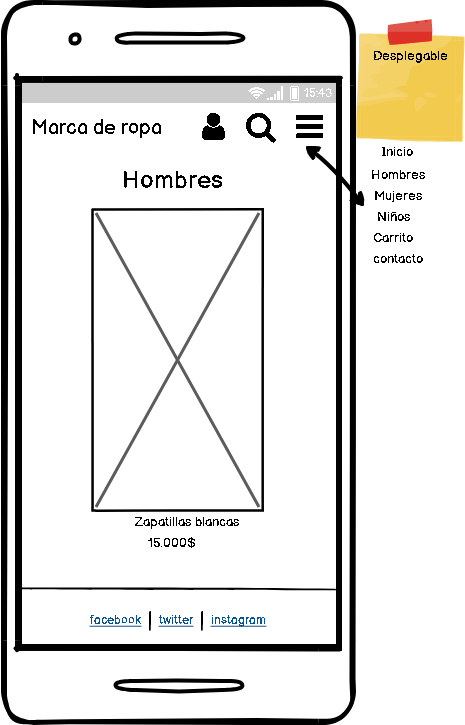 15:43
Marca de ropa
Hombres
Zapatillas blancas
15.000$
facebook | twitter | instagram
Desplegable
Inicio
Hombres
Mujeres
Niños
Carrito
contacto